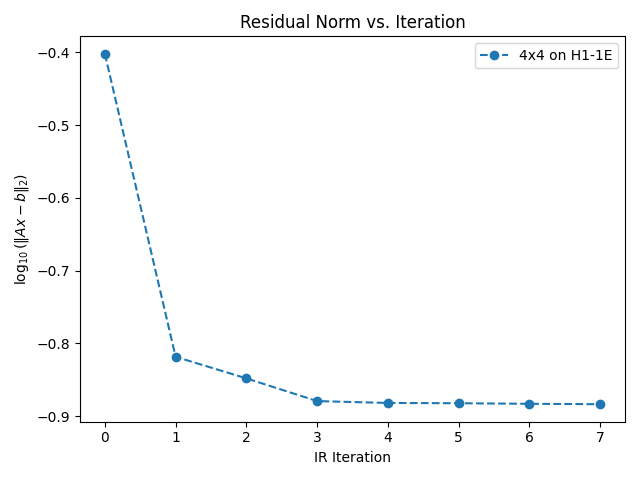 Residual Norm vs. Iteration
4x4 on H1-1E
−0.4
−0.5
−0.6
−0.7
−0.8
−0.9
log₁₀(‖Ax − b‖₂)
0 1 2 3 4 5 6 7
IR Iteration